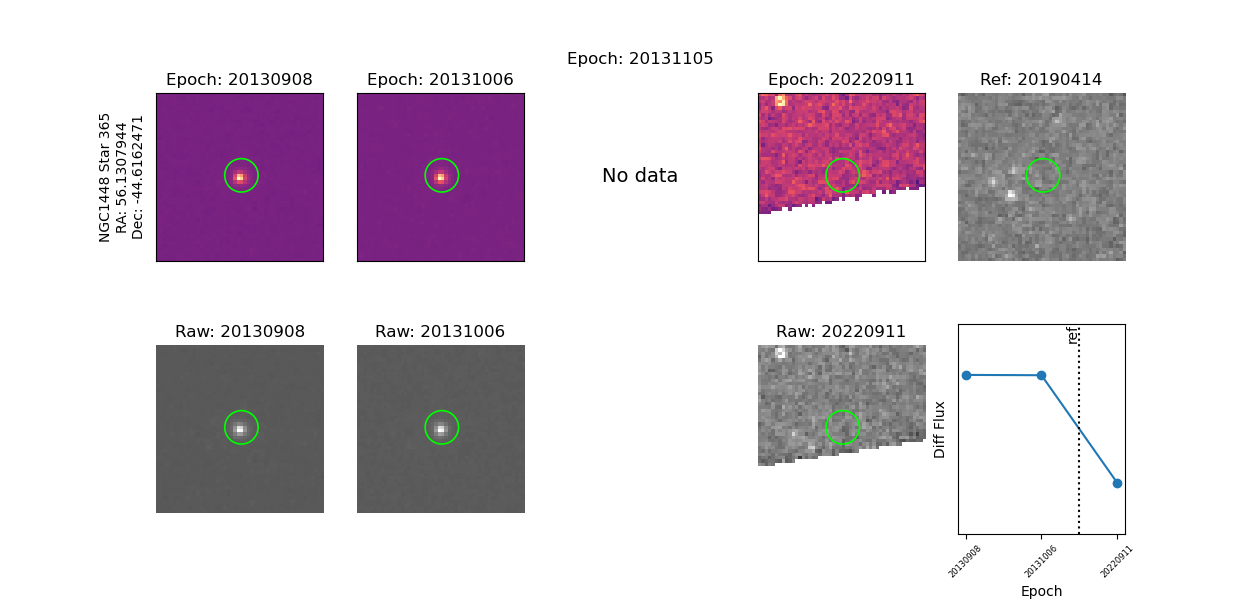 Epoch: 20131105
Epoch: 20130908
Epoch: 20131006
Epoch: 20220911
Ref: 20190414
NGC1448 Star 365
RA: 56.1307944
Dec: -44.6162471
No data
Raw: 20130908
Raw: 20131006
Raw: 20220911
ref
Diff Flux
20130908
20131006
20220911
Epoch